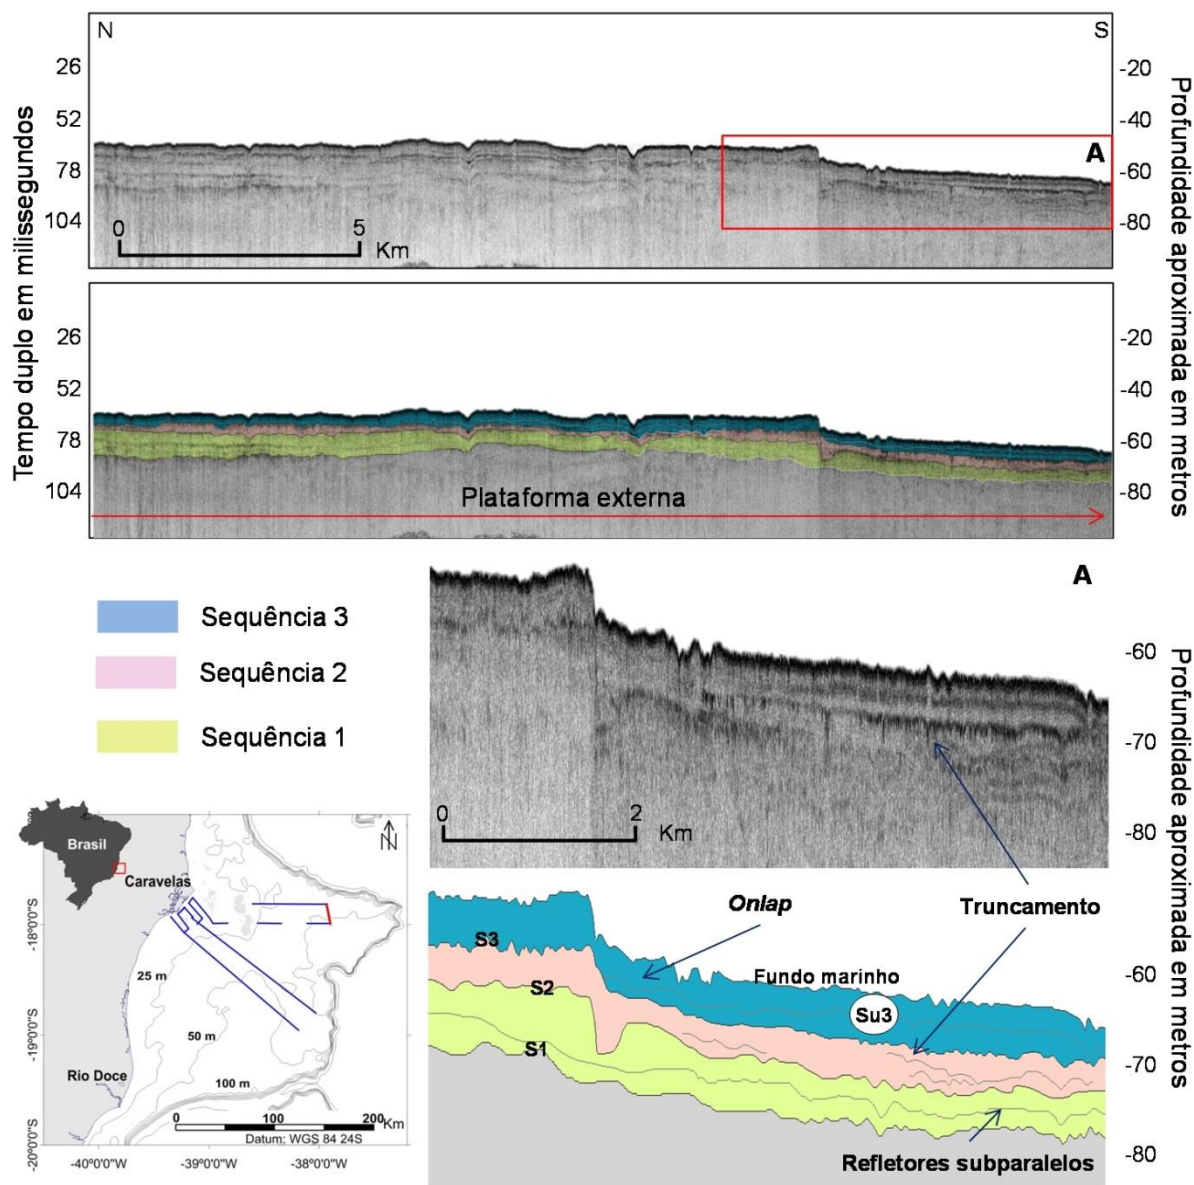 N
S
Tempo duplo em milissegundos
26
52
78
104
-20
-40
-60
-80
Profundidade aproximada em metros
A
0
5
Km
26
52
78
104
-20
-40
-60
-80
Plataforma externa
Sequência 3
Sequência 2
Sequência 1
A
-60
-70
-80
Profundidade aproximada em metros
0
2
Km
Onlap
Truncamento
S3
Fundo marinho
S2
Su3
S1
Refletores subparalelos
-60
-70
-80
N
Brasil
Caravelas
25 m
50 m
Rio Doce
100 m
0
100
200
Km
Datum: WGS 84 24S
-18°0'0"S
-19°0'0"S
-20°0'0"S
-40°0'0"W
-39°0'0"W
-38°0'0"W